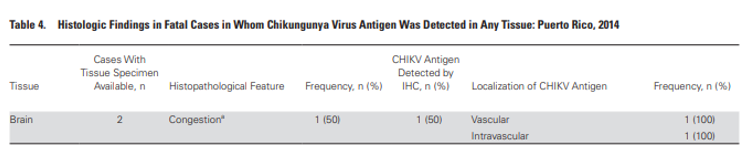 Table 4. Histologic Findings in Fatal Cases in Whom Chikungunya Virus Antigen Was Detected in Any Tissue: Puerto Rico, 2014
Cases With CHIKV Antigen
Tissue Specimen Detected by
Tissue Available, n Histopathological Feature Frequency, n (%) IHC, n (%) Localization of CHIKV Antigen Frequency, n (%)
Brain 2 Congestionᵃ 1 (50) 1 (50) Vascular 1 (100)
Intravascular 1 (100)